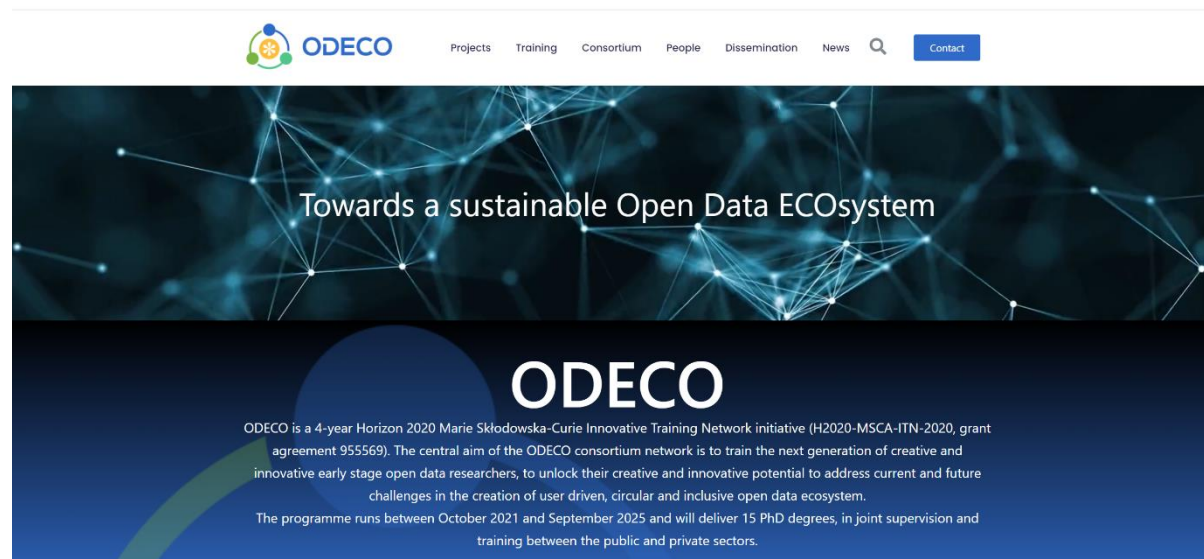 ODECO
Projects Training Consortium People Dissemination News Contact
Towards a sustainable Open Data ECOsystem
ODECO
ODECO is a 4-year Horizon 2020 Marie Skłodowska-Curie Innovative Training Network initiative (H2020-MSCA-ITN-2020, grant
agreement 955569). The central aim of the ODECO consortium network is to train the next generation of creative and
innovative early stage open data researchers, to unlock their creative and innovative potential to address current and future
challenges in the creation of user driven, circular and inclusive open data ecosystem.
The programme runs between October 2021 and September 2025 and will deliver 15 PhD degrees, in joint supervision and
training between the public and private sectors.